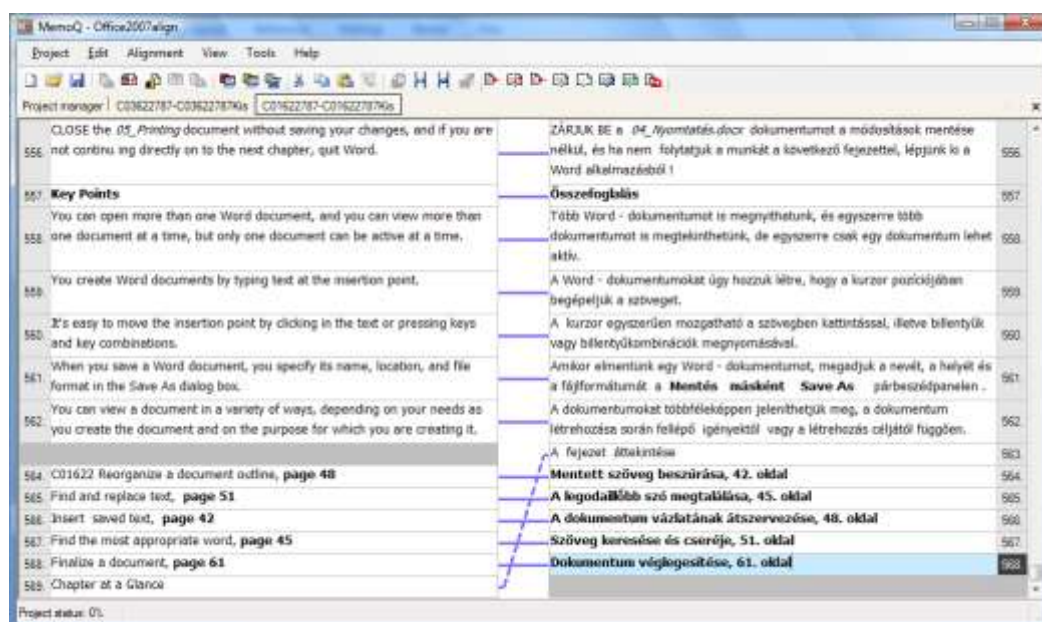 MemoQ - Office2007align
Project Edit Alignment View Tools Help
Project manager C03622787-C03622787Kis C01622787-C01622787Kis
CLOSE the 05_Printing document without saving your changes, and if you are
556. not continu ing directly on to the next chapter, quit Word.
ZÁRJUK BE a 04_Nyomtatás.docx dokumentumot a módosítások mentése
nélkül, és ha nem folytatjuk a munkát a következő fejezettel, lépjünk ki a 556.
Word alkalmazásból !
557. Key Points
Összefoglalás 557
You can open more than one Word document, and you can view more than
558. one document at a time, but only one document can be active at a time.
Több Word - dokumentumot is megnyithatunk, és egyszerre több
dokumentumot is megtekinthetünk, de egyszerre csak egy dokumentum lehet 558.
aktív.
559. You create Word documents by typing text at the insertion point.
A Word - dokumentumokat úgy hozzuk létre, hogy a kurzor pozíciójában 559.
begépeljük a szöveget.
560. It's easy to move the insertion point by clicking in the text or pressing keys
and key combinations.
A kurzor egyszerűen mozgatható a szövegben kattintással, illetve billentyűk 560.
vagy billentyűkombinációk megnyomásával.
561. When you save a Word document, you specify its name, location, and file
format in the Save As dialog box.
Amikor elmentünk egy Word - dokumentumot, megadjuk a nevét, a helyét és 561.
a fájlformátumát a Mentés másként Save As párbeszédpanelen .
562. You can view a document in a variety of ways, depending on your needs as
you create the document and on the purpose for which you are creating it.
A dokumentumokat többféleképpen jeleníthetjük meg, a dokumentum 562.
létrehozása során fellépő igényektől vagy a létrehozás céljától függően.
A fejezet áttekintése 563.
564. C01622 Reorganize a document outline, page 48
Mentett szöveg beszúrása, 42. oldal 564.
565. Find and replace text, page 51
A legodaillőbb szó megtalálása, 45. oldal 565
566. Insert saved text, page 42
A dokumentum vázlatának átszervezése, 48. oldal 566
567. Find the most appropriate word, page 45
Szöveg keresése és cseréje, 51. oldal 567.
568. Finalize a document, page 61
Dokumentum véglegesítése, 61. oldal 568
569. Chapter at a Glance
Project status: 0%